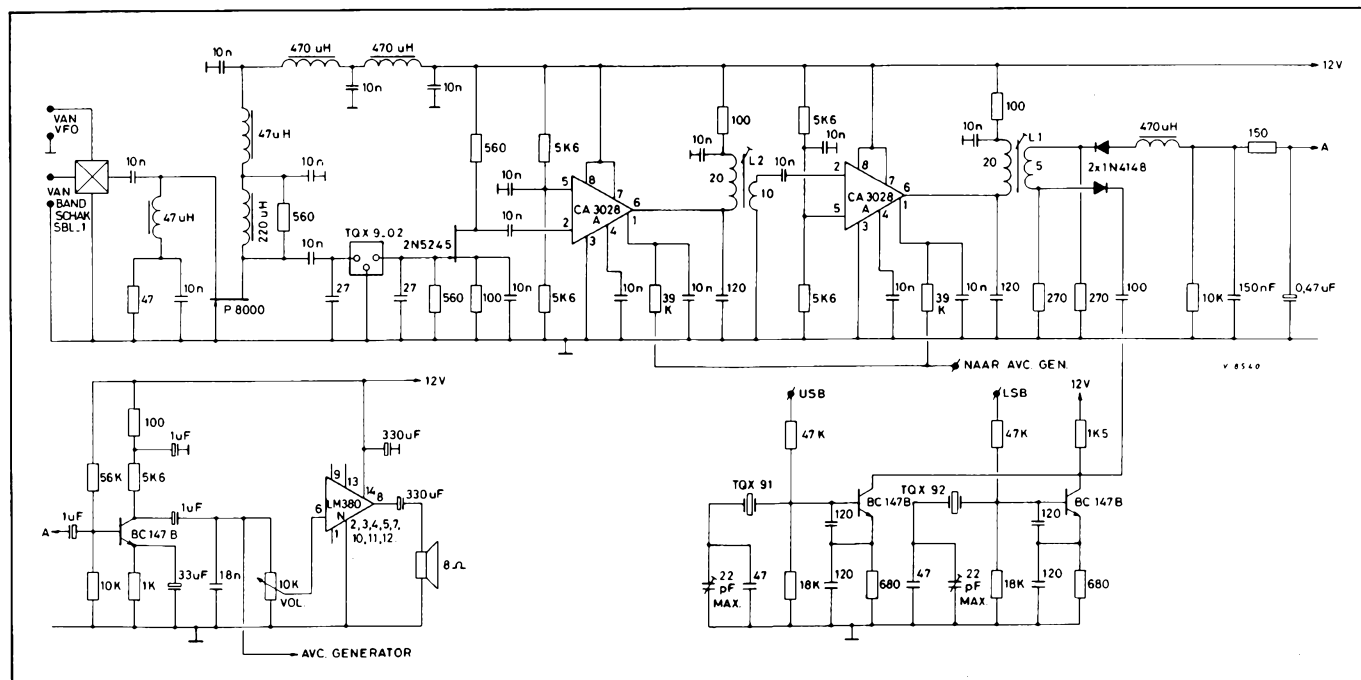 10n
470 uH
470 uH
10n
10n
12V
VAN
VFO
VAN
BAND
SCHAK
SBL_1
10n
47uH
47
10n
47uH
10n
220 uH
560
10n
P 8000
27
TQX 9_02
27
2N5245
560
100
10n
560
10n
10n
5K6
5K6
5
8
7
CA 3028
A
6
1
2
3
4
10n
39
K
10n
120
100
10n
20
L2
10
10n
5K6
10n
5K6
2
8
7
CA 3028
A
6
1
5
3
4
10n
39
K
10n
120
100
10n
20
L1
5
2x1N4148
270
270
100
470uH
150
A
10K
150nF
0,47uF
NAAR AVC. GEN.
V 8540
12V
100
1uF
56K
5K6
1uF
A
1uF
BC 147 B
10K
1K
33uF
18n
10K
VOL.
9
13
14
LM380
N
6
8
1
2, 3, 4, 5, 7,
10, 11, 12.
330uF
330uF
8Ω
AVC. GENERATOR
USB
47K
TQX 91
22
pF
MAX.
47
18K
120
120
BC 147B
680
LSB
47K
TQX 92
47
22
pF
MAX.
18K
120
120
12V
1K5
BC 147B
680